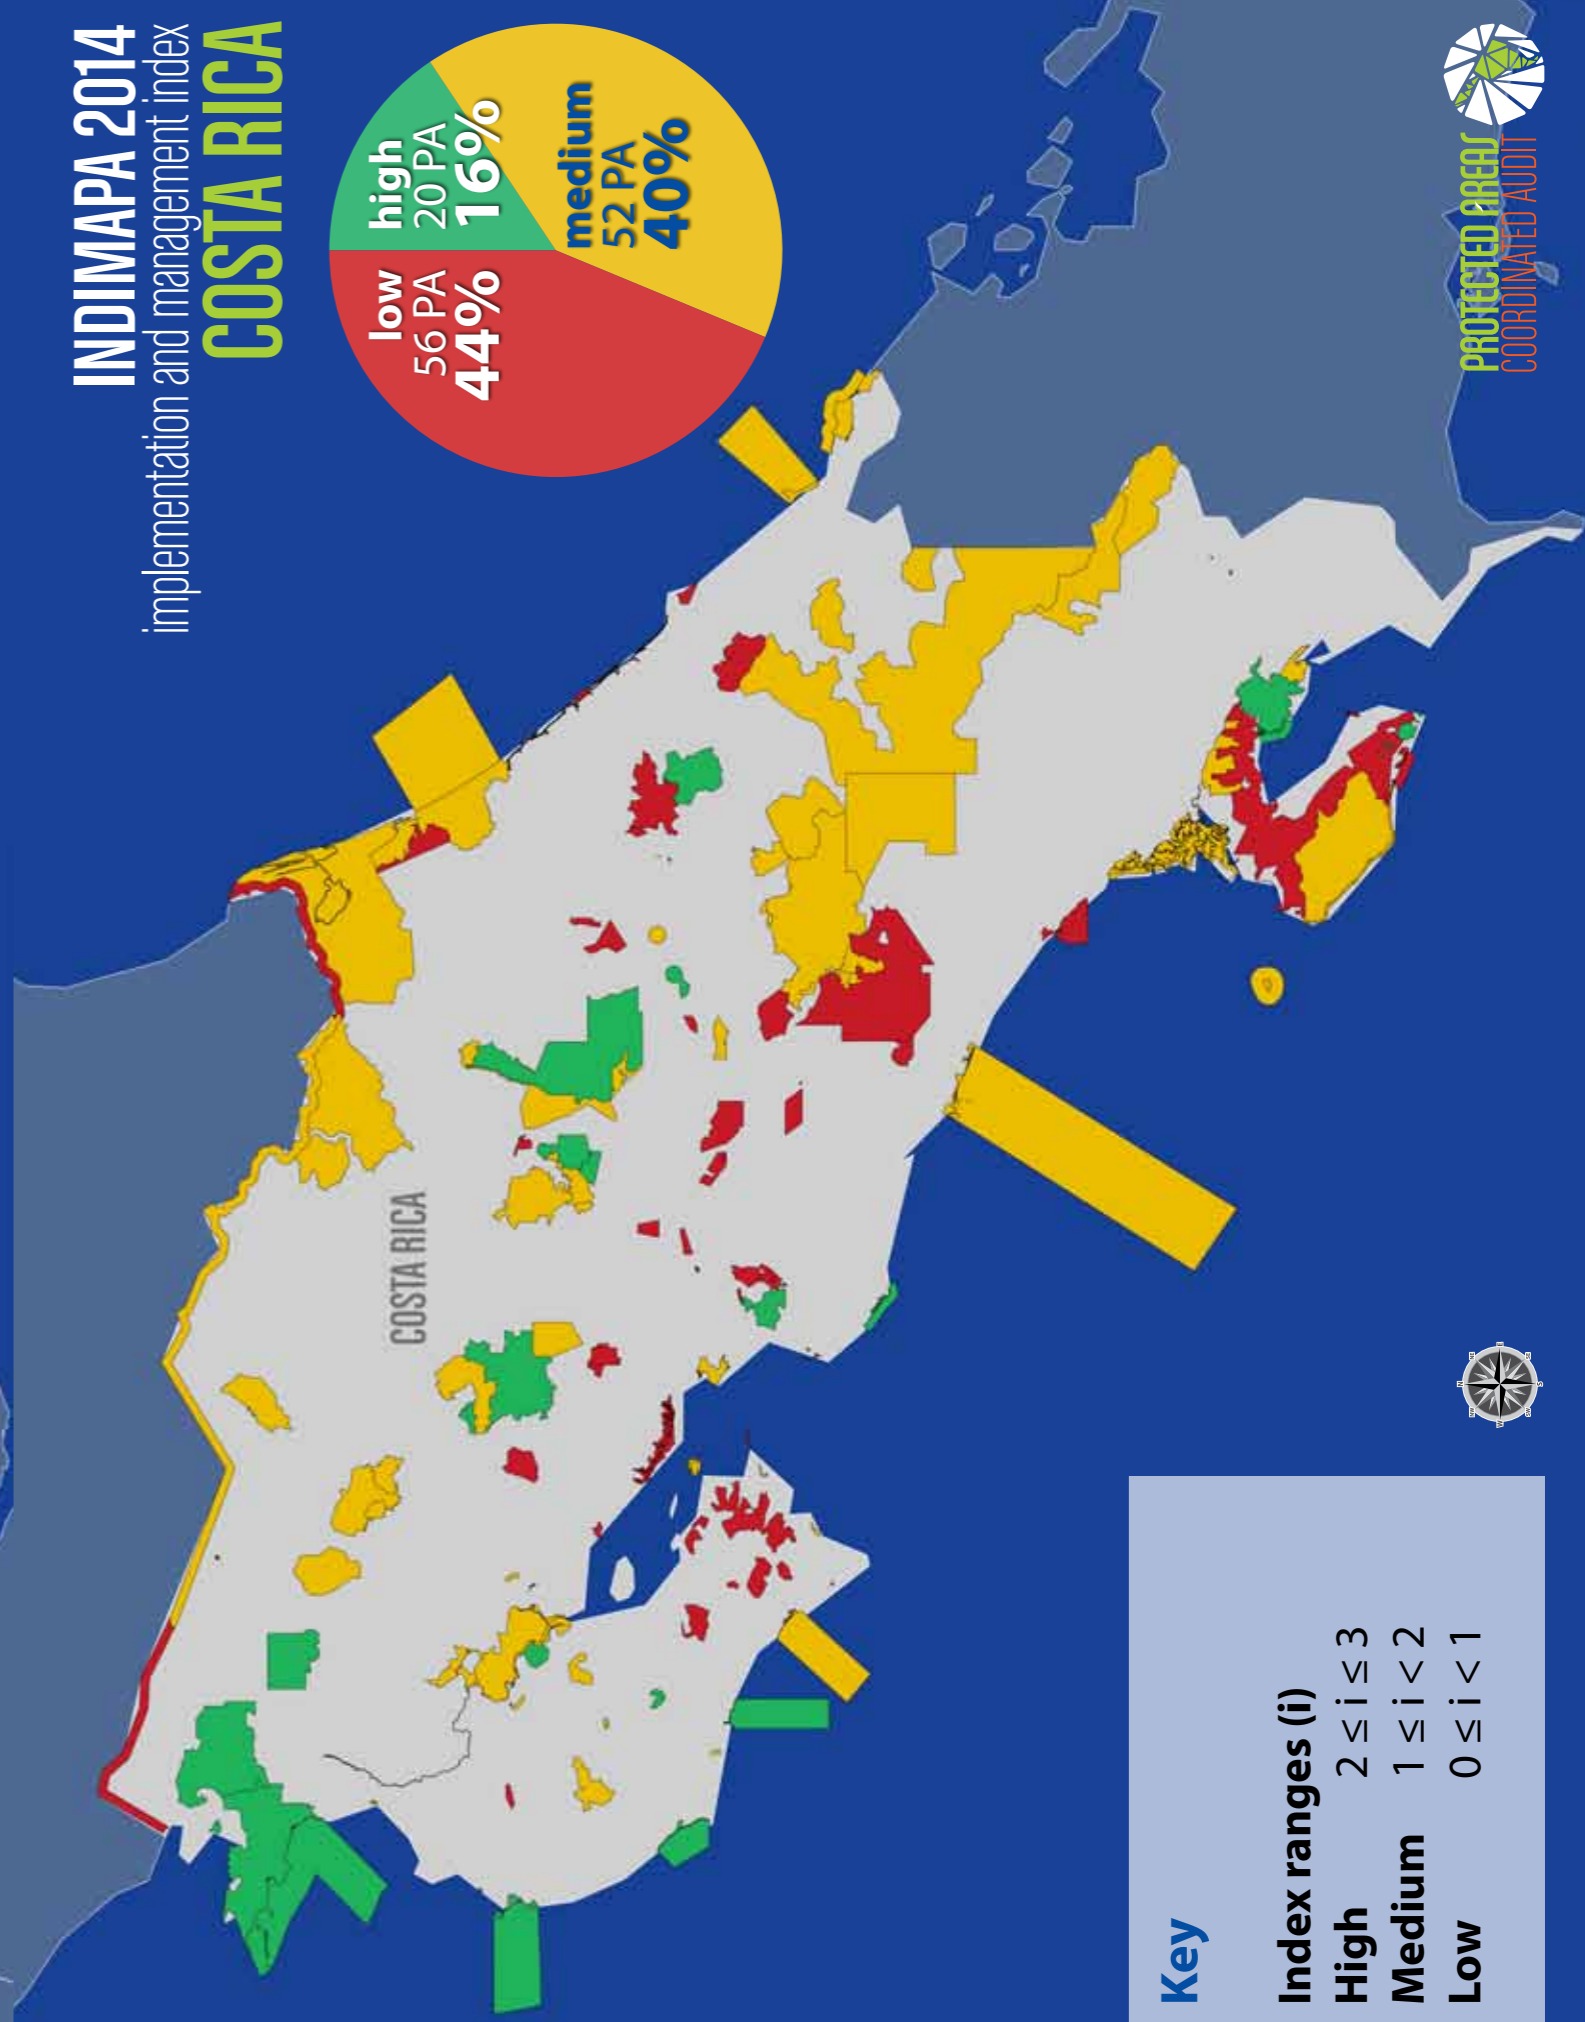 INDIMAPA 2014
implementation and management index
COSTA RICA
low
56 PA
44%
high
20 PA
16%
medium
52 PA
40%
COSTA RICA
Key
Index ranges (i)
High 2 ≤ i ≤ 3
Medium 1 ≤ i < 2
Low 0 ≤ i < 1
PROTECTED AREAS
COORDINATED AUDIT